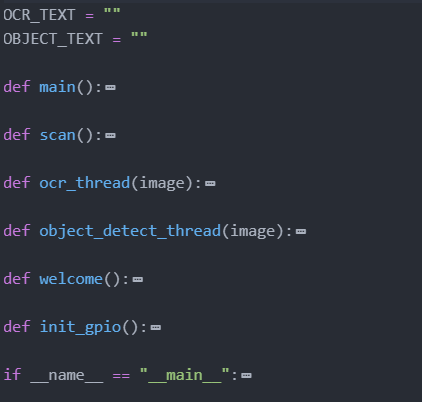 OCR_TEXT = ""
OBJECT_TEXT = ""
def main():⋯
def scan():⋯
def ocr_thread(image):⋯
def object_detect_thread(image):⋯
def welcome():⋯
def init_gpio():⋯
if __name__ == "__main__":⋯